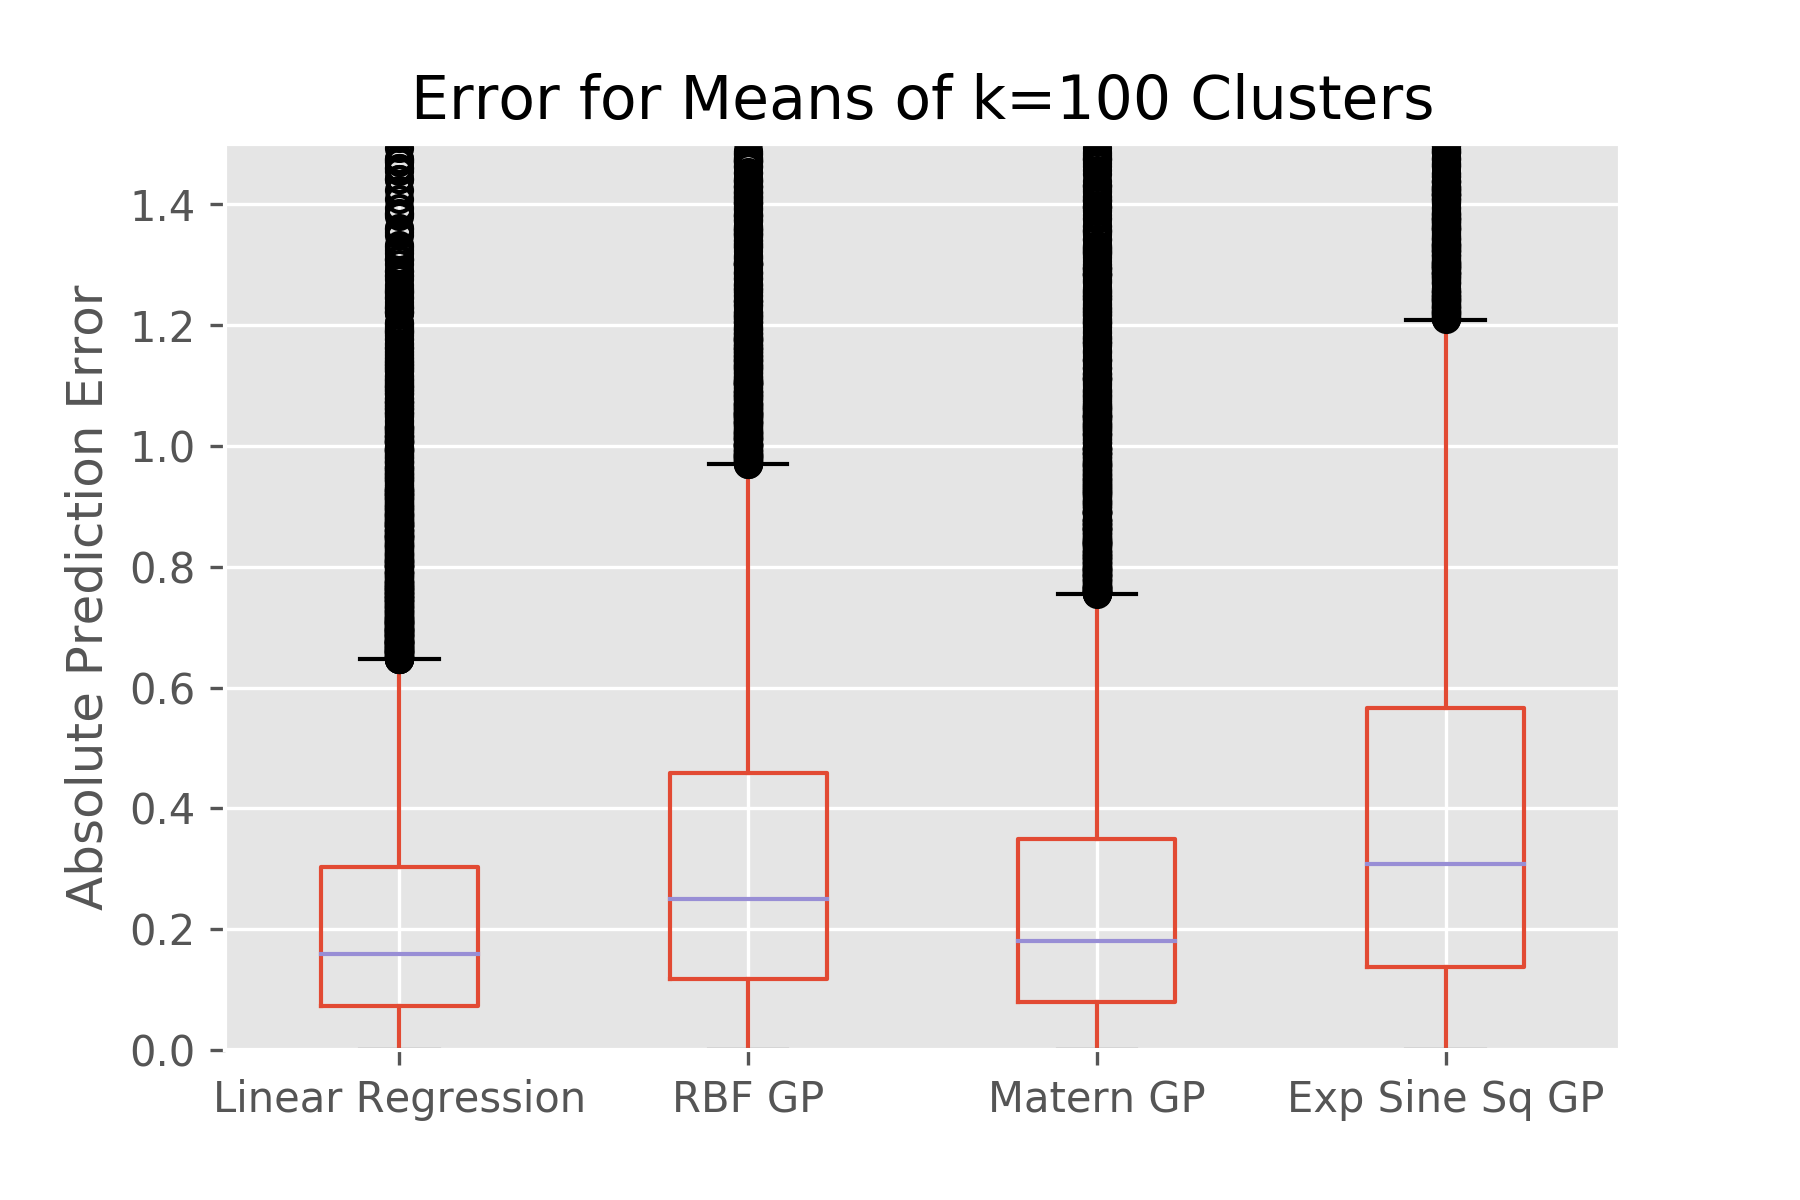 Error for Means of k=100 Clusters
Absolute Prediction Error
1.4
1.2
1.0
0.8
0.6
0.4
0.2
0.0
Linear Regression RBF GP Matern GP Exp Sine Sq GP